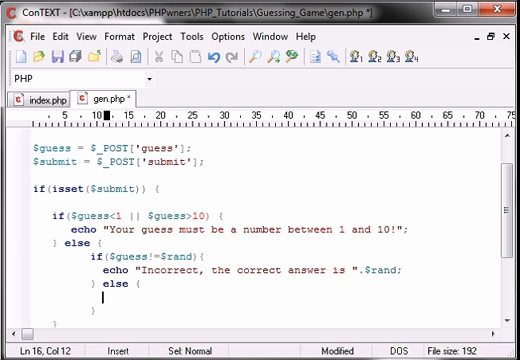 ConTEXT - [C:\xampp\htdocs\PHPwners\PHP_Tutorials\Guessing_Game\gen.php *]
File Edit View Format Project Tools Options Window Help
PHP
index.php gen.php *
5 10 15 20 25 30 35 40 45 50 55 60 65 70 75
$guess = $_POST['guess'];
$submit = $_POST['submit'];
if(isset($submit)) {
if($guess<1 || $guess>10) {
echo "Your guess must be a number between 1 and 10!";
} else {
if($guess!=$rand){
echo "Incorrect, the correct answer is ".$rand;
} else {
}
}
Ln 16, Col 12 Insert Sel: Normal Modified DOS File size: 192